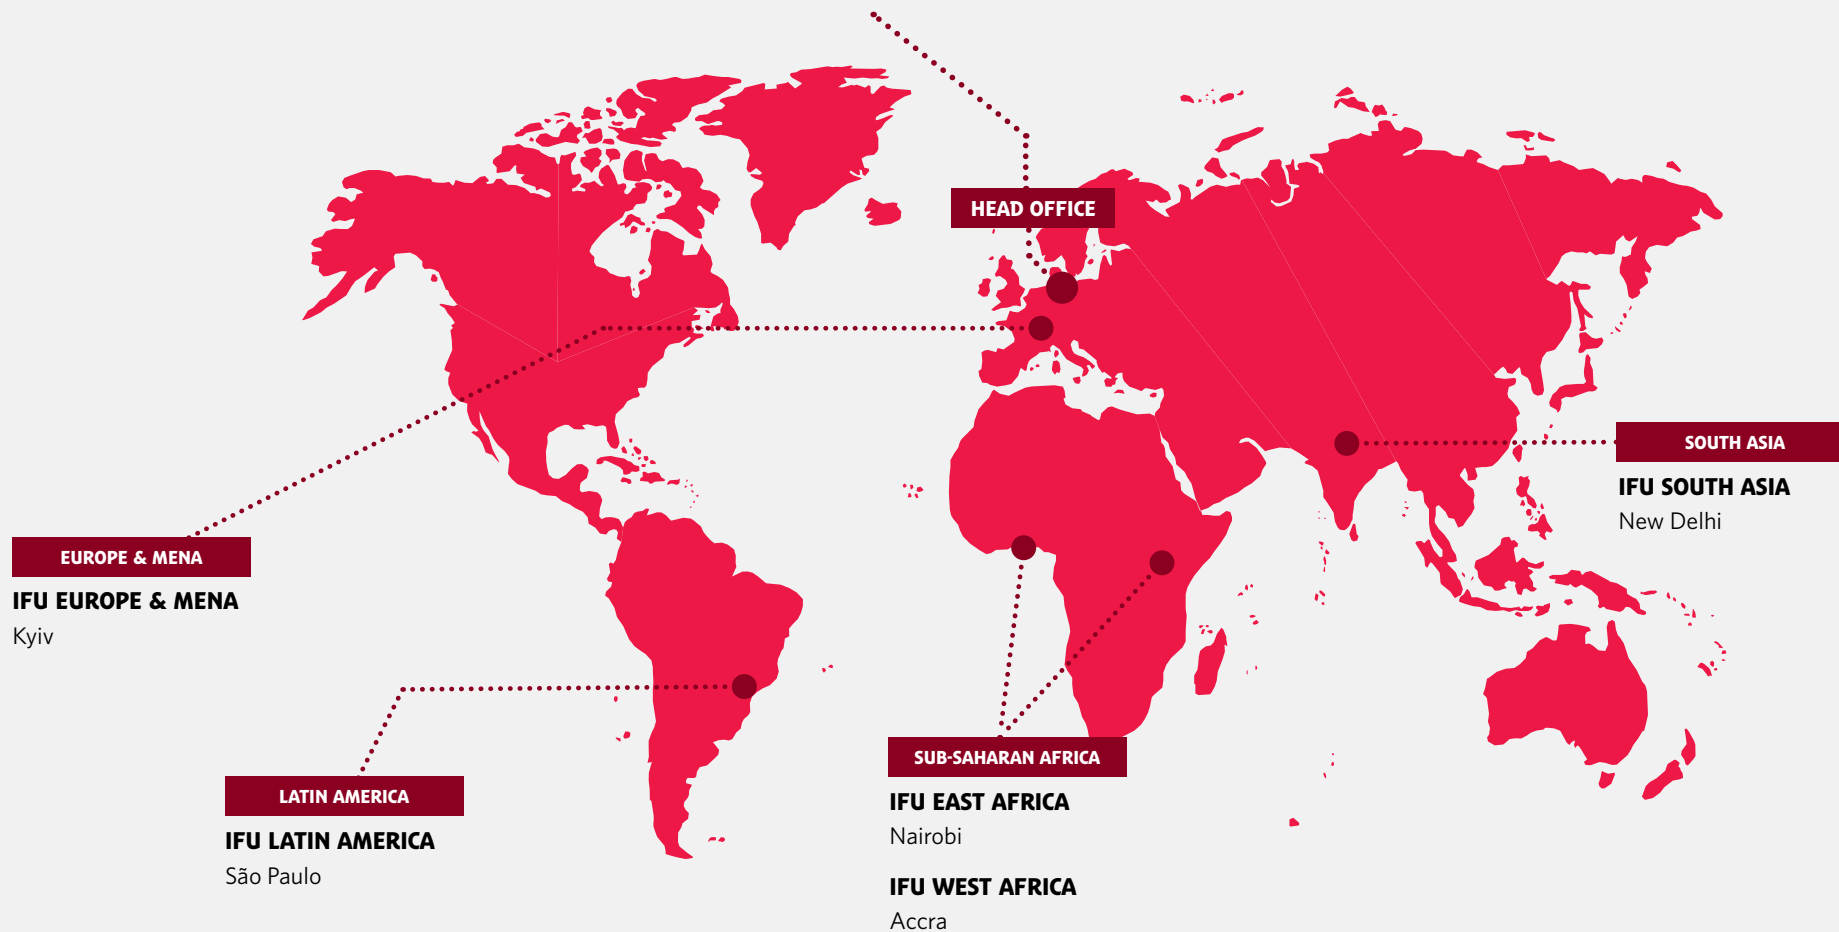 HEAD OFFICE
SOUTH ASIA
IFU SOUTH ASIA
New Delhi
EUROPE & MENA
IFU EUROPE & MENA
Kyiv
LATIN AMERICA
IFU LATIN AMERICA
São Paulo
SUB-SAHARAN AFRICA
IFU EAST AFRICA
Nairobi
IFU WEST AFRICA
Accra